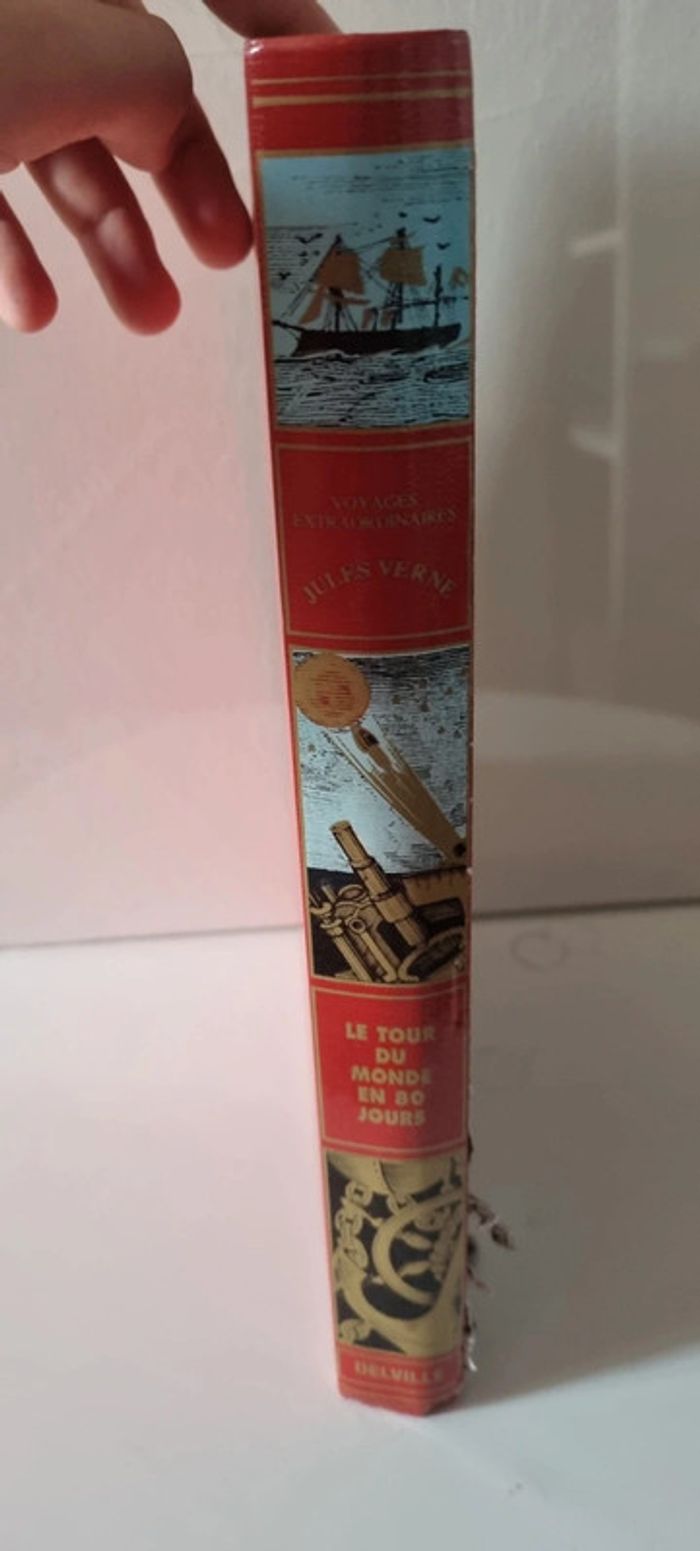 VOYAGES
EXTRAORDINAIRES
JULES VERNE
LE TOUR
DU
MONDE
EN 80
JOURS
DELVILLE